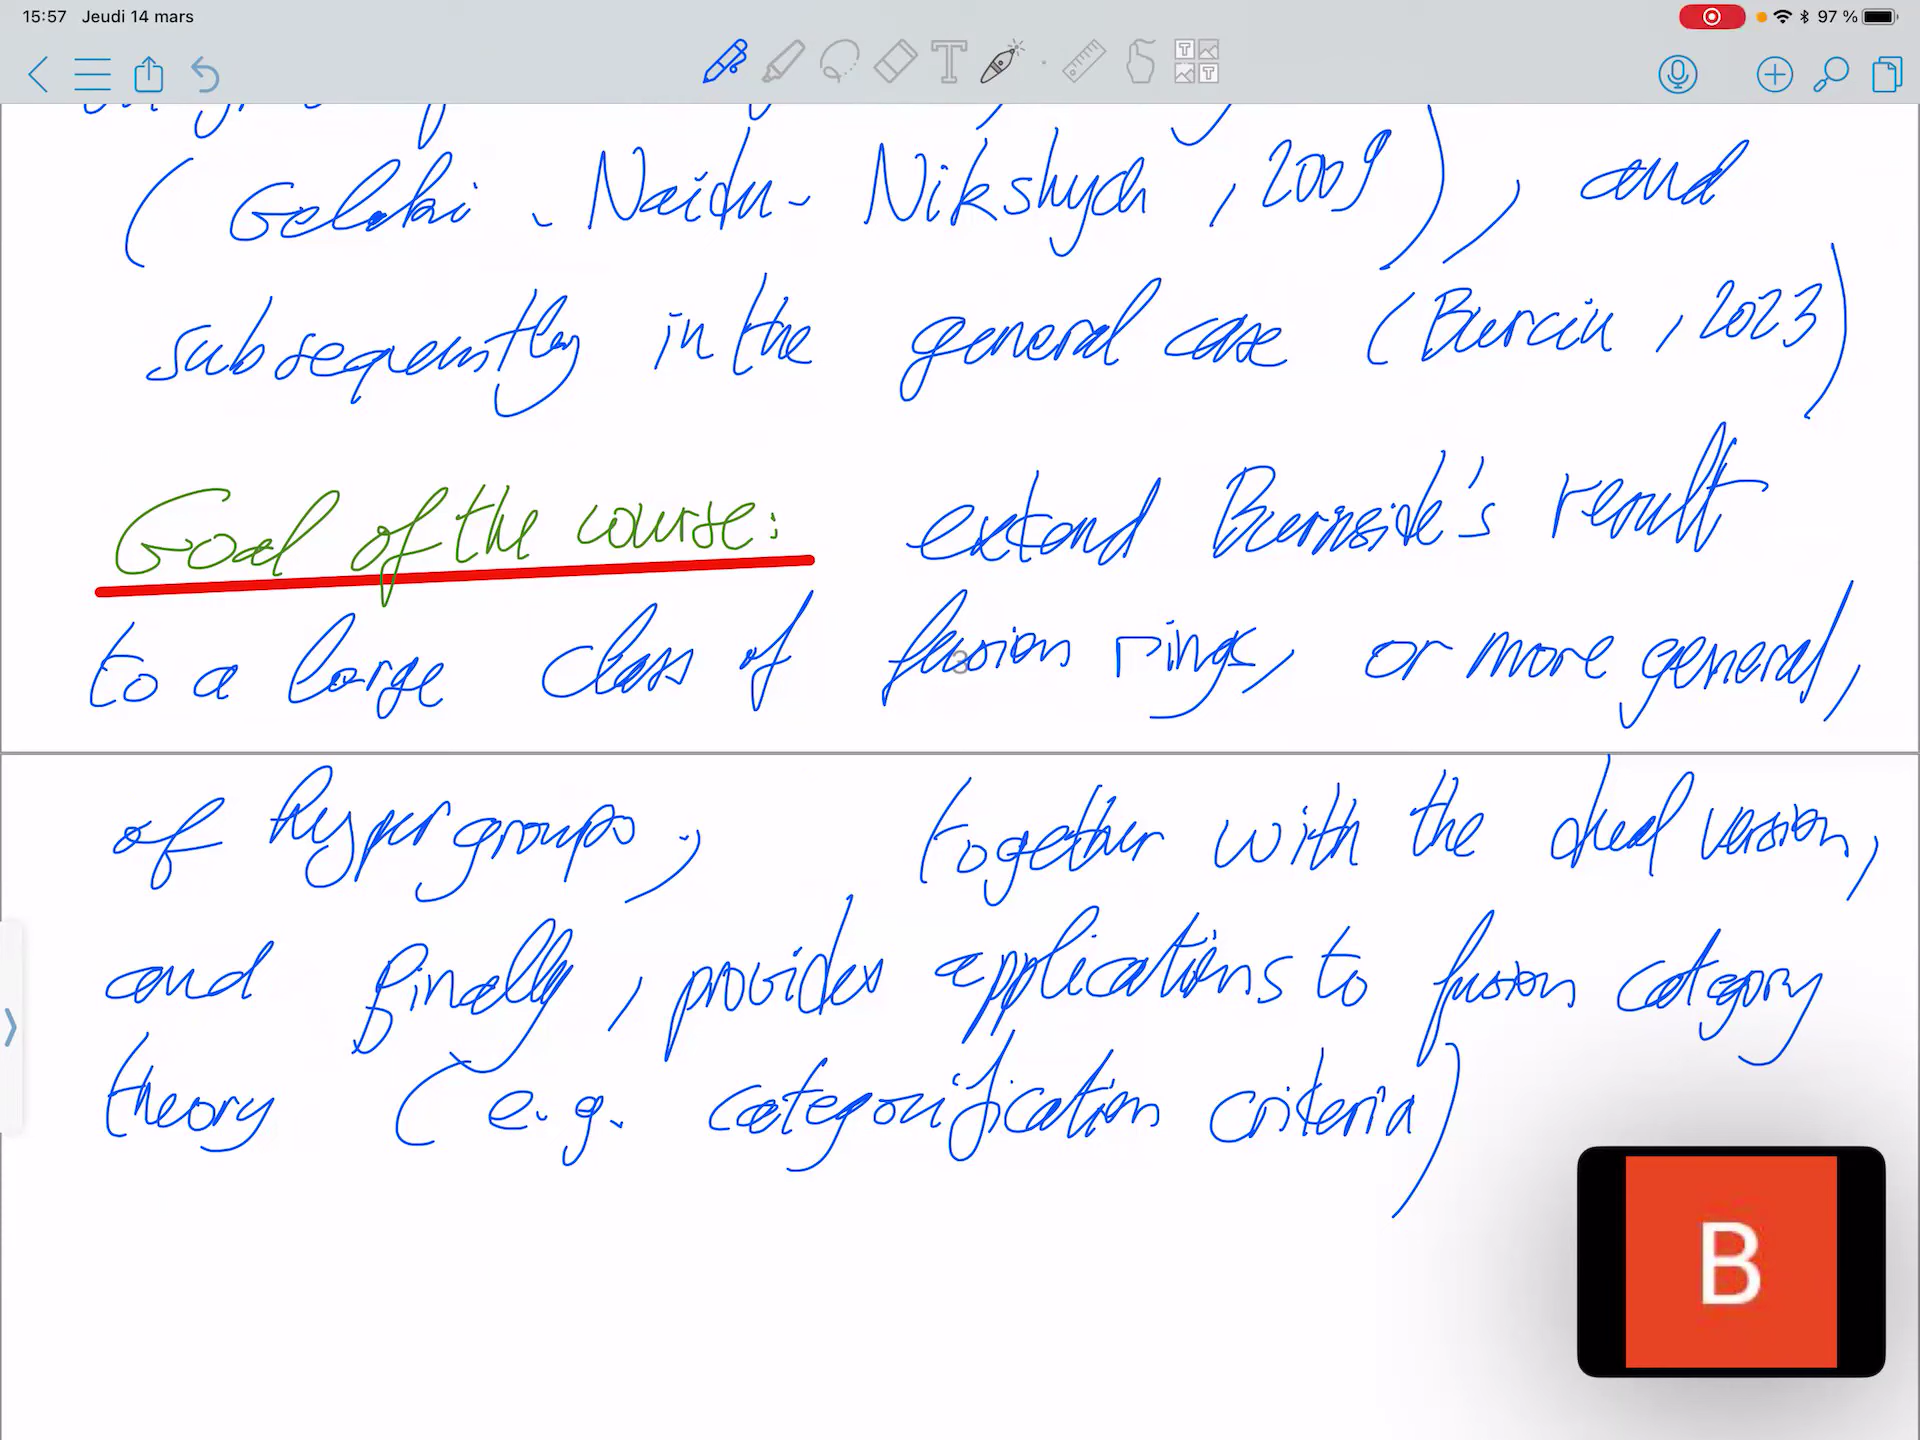 15:57 Jeudi 14 mars
97 %
(Gelaki - Naidu - Nikshych, 2009), and
subsequently in the general case (Burciu, 2023)
Goal of the course: extend Burnside's result
to a large class of fusion rings, or more general,
of hypergroups, together with the dual version,
and finally, provides applications to fusion category
theory (e.g. categorification criteria)
B